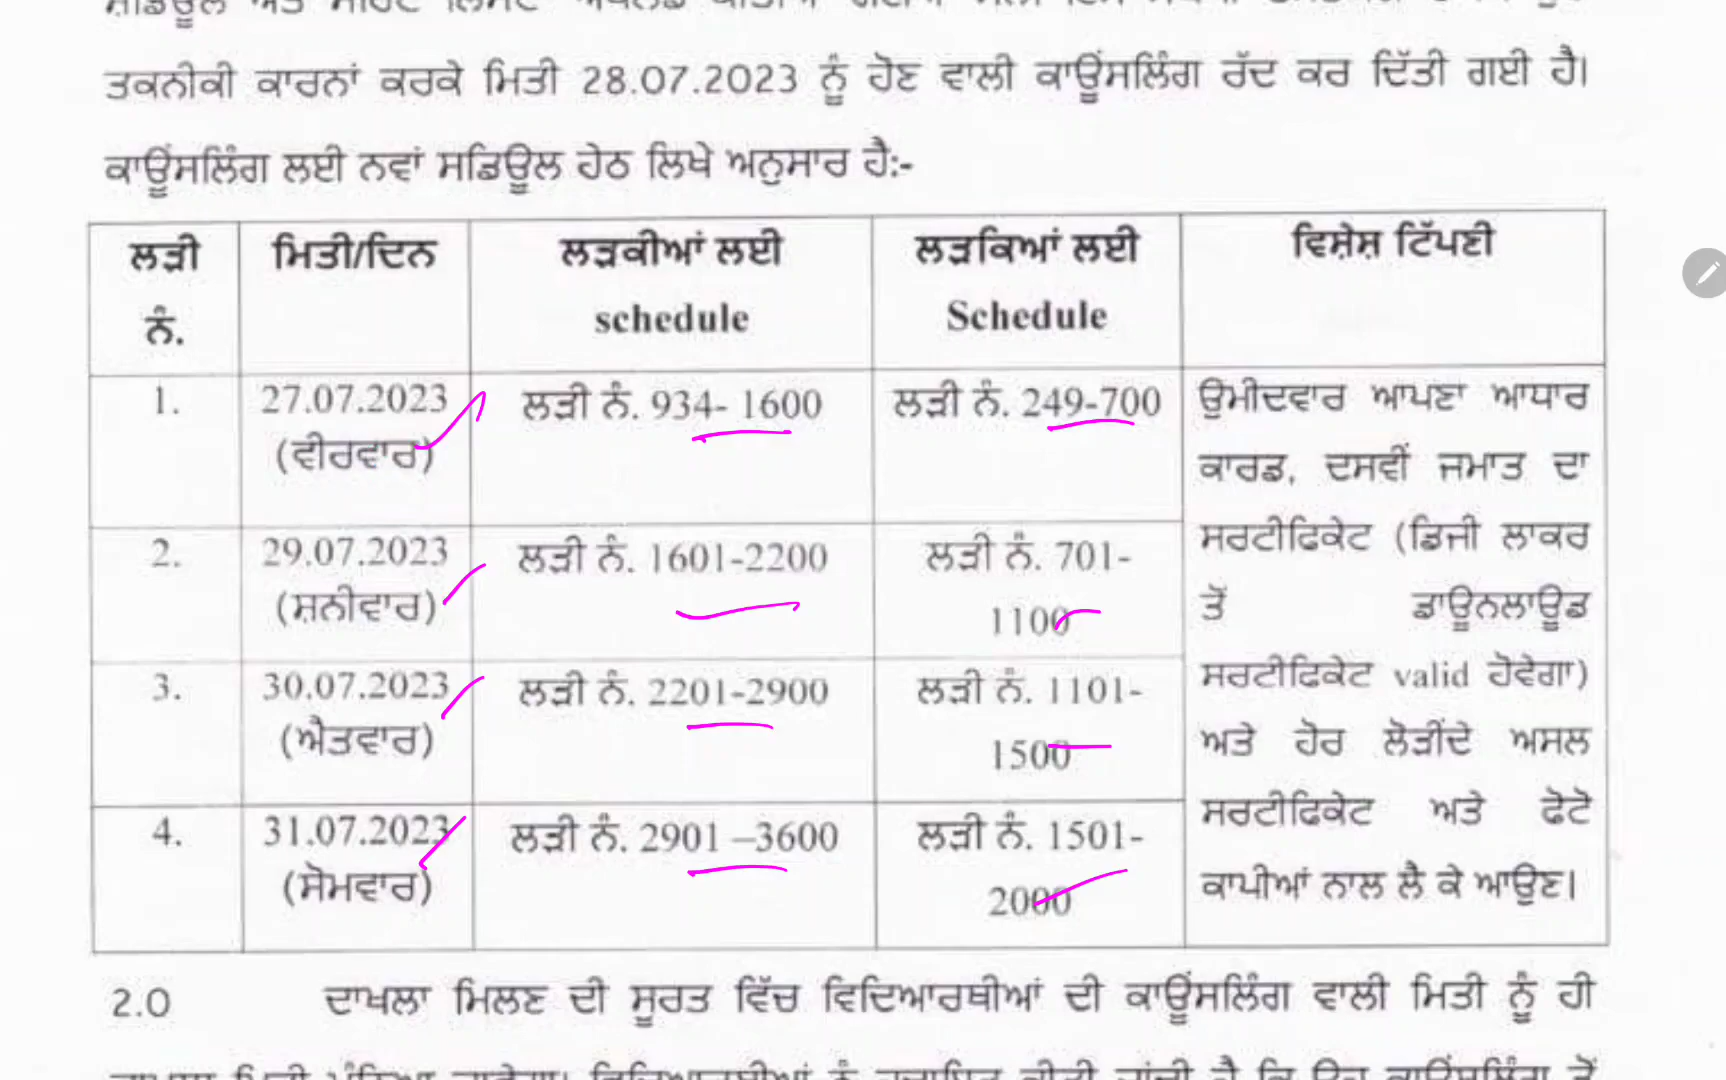 ਤਕਨੀਕੀ ਕਾਰਨਾਂ ਕਰਕੇ ਮਿਤੀ 28.07.2023 ਨੂੰ ਹੋਣ ਵਾਲੀ ਕਾਊਂਸਲਿੰਗ ਰੱਦ ਕਰ ਦਿੱਤੀ ਗਈ ਹੈ।
ਕਾਊਂਸਲਿੰਗ ਲਈ ਨਵਾਂ ਸਡਿਊਲ ਹੇਠ ਲਿਖੇ ਅਨੁਸਾਰ ਹੈ:-
ਲੜੀ ਨੰ.
ਮਿਤੀ/ਦਿਨ
ਲੜਕੀਆਂ ਲਈ
schedule
ਲੜਕਿਆਂ ਲਈ
Schedule
ਵਿਸ਼ੇਸ਼ ਟਿੱਪਣੀ
1.
27.07.2023
(ਵੀਰਵਾਰ)
ਲੜੀ ਨੰ. 934- 1600
ਲੜੀ ਨੰ. 249-700
2.
29.07.2023
(ਸ਼ਨੀਵਾਰ)
ਲੜੀ ਨੰ. 1601-2200
ਲੜੀ ਨੰ. 701-
1100
3.
30.07.2023
(ਐਤਵਾਰ)
ਲੜੀ ਨੰ. 2201-2900
ਲੜੀ ਨੰ. 1101-
1500
4.
31.07.2023
(ਸੋਮਵਾਰ)
ਲੜੀ ਨੰ. 2901 –3600
ਲੜੀ ਨੰ. 1501-
2000
ਉਮੀਦਵਾਰ ਆਪਣਾ ਆਧਾਰ
ਕਾਰਡ, ਦਸਵੀਂ ਜਮਾਤ ਦਾ
ਸਰਟੀਫਿਕੇਟ (ਡਿਜੀ ਲਾਕਰ
ਤੋਂ ਡਾਊਨਲਾਊਡ
ਸਰਟੀਫਿਕੇਟ valid ਹੋਵੇਗਾ)
ਅਤੇ ਹੋਰ ਲੋੜੀਂਦੇ ਅਸਲ
ਸਰਟੀਫਿਕੇਟ ਅਤੇ ਫੋਟੋ
ਕਾਪੀਆਂ ਨਾਲ ਲੈ ਕੇ ਆਉਣ।
2.0 ਦਾਖਲਾ ਮਿਲਣ ਦੀ ਸੂਰਤ ਵਿੱਚ ਵਿਦਿਆਰਥੀਆਂ ਦੀ ਕਾਊਂਸਲਿੰਗ ਵਾਲੀ ਮਿਤੀ ਨੂੰ ਹੀ